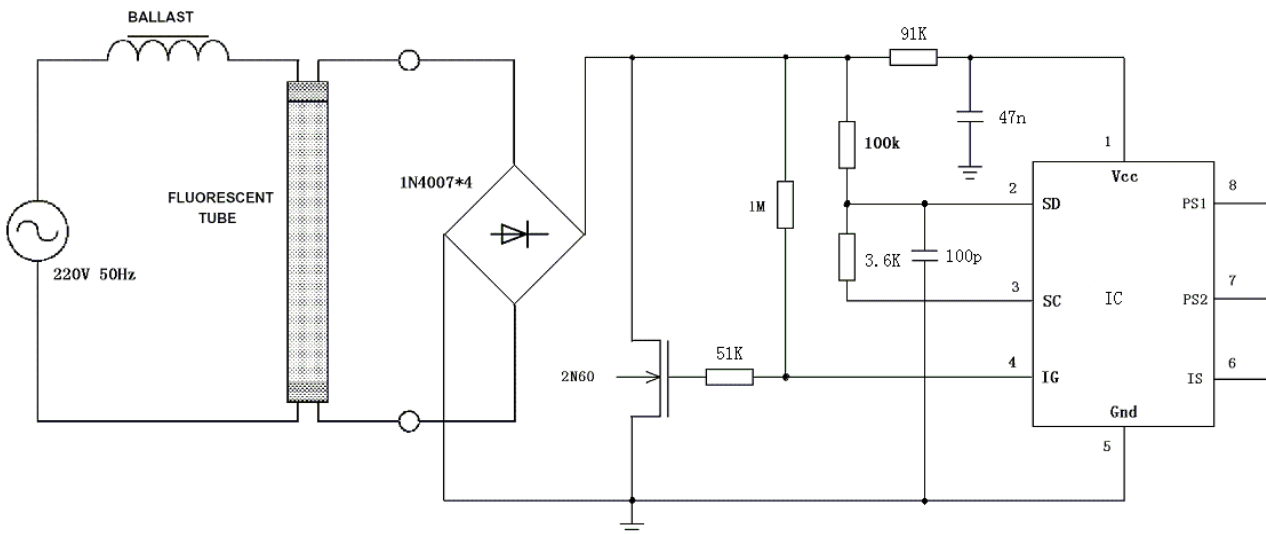 BALLAST
91K
47n
1
100k
Vcc
1N4007*4
2
8
FLUORESCENT
TUBE
1M
SD
PS1
220V 50Hz
3.6K
100p
3
7
SC
IC
PS2
51K
4
6
2N60
IG
IS
Gnd
5